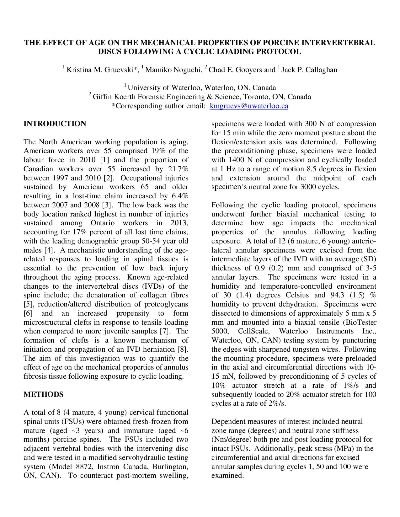 THE EFFECT OF AGE ON THE MECHANICAL PROPERTIES OF PORCINE INTERVERTEBRAL
DISCS FOLLOWING A CYCLIC LOADING PROTOCOL
1 Kristina M. Gruevski*, 1 Mamiko Noguchi, 2 Chad E. Gooyers and 1 Jack P. Callaghan
1 University of Waterloo, Waterloo, ON, Canada
2 Giffin Koerth Forensic Engineering & Science, Toronto, ON, Canada
*Corresponding author email: kmgruevs@uwaterloo.ca
INTRODUCTION
The North American working population is aging.
American workers over 55 comprised 19% of the
labour force in 2010 [1] and the proportion of
Canadian workers over 55 increased by 21.7%
between 1997 and 2010 [2]. Occupational injuries
sustained by American workers 65 and older
resulting in a lost-time claim increased by 6.4%
between 2007 and 2008 [3]. The low back was the
body location ranked highest in number of injuries
sustained among Ontario workers in 2013,
accounting for 17% percent of all lost time claims,
with the leading demographic group 50-54 year old
males [4]. A mechanistic understanding of the age-
related responses to loading in spinal tissues is
essential to the prevention of low back injury
throughout the aging process. Known age-related
changes to the intervertebral discs (IVDs) of the
spine include; the denaturation of collagen fibres
[5], reduction/altered distribution of proteoglycans
[6] and an increased propensity to form
microstructural clefts in response to tensile loading
when compared to more juvenile samples [7]. The
formation of clefts is a known mechanism of
initiation and propagation of an IVD herniation [8].
The aim of this investigation was to quantify the
effect of age on the mechanical properties of annulus
fibrosis tissue following exposure to cyclic loading.
METHODS
A total of 8 (4 mature, 4 young) cervical functional
spinal units (FSUs) were obtained fresh-frozen from
mature (aged ~3 years) and immature (aged ~6
months) porcine spines. The FSUs included two
adjacent vertebral bodies with the intervening disc
and were tested in a modified servohydraulic testing
system (Model 8872, Instron Canada, Burlington,
ON, CAN). To counteract post-mortem swelling,
specimens were loaded with 300 N of compression
for 15 min while the zero moment posture about the
flexion/extension axis was determined. Following
the preconditioning phase, specimens were loaded
with 1400 N of compression and cyclically loaded
at 1 Hz to a range of motion 8.5 degrees in flexion
and extension around the midpoint of each
specimen's neutral zone for 3000 cycles.
Following the cyclic loading protocol, specimens
underwent further biaxial mechanical testing to
determine how age impacts the mechanical
properties of the annulus following loading
exposure. A total of 12 (6 mature, 6 young) anterio-
lateral annular specimens were excised from the
intermediate layers of the IVD with an average (SD)
thickness of 0.9 (0.2) mm and comprised of 3-5
annular layers. The specimens were tested in a
humidity and temperature-controlled environment
of 30 (1.4) degrees Celsius and 94.3 (1.5) %
humidity to prevent dehydration. Specimens were
dissected to dimensions of approximately 5 mm x 5
mm and mounted into a biaxial tensile (BioTester
5000, CellScale, Waterloo Instruments Inc.,
Waterloo, ON, CAN) testing system by puncturing
the edges with sharpened tungsten wires. Following
the mounting procedure, specimens were preloaded
in the axial and circumferential directions with 10-
15 mN, followed by preconditioning of 5 cycles of
10% actuator stretch at a rate of 1%/s and
subsequently loaded to 20% actuator stretch for 100
cycles at a rate of 2%/s.
Dependent measures of interest included neutral
zone range (degrees) and neutral zone stiffness
(Nm/degree) both pre and post loading protocol for
intact FSUs. Additionally, peak stress (MPa) in the
circumferential and axial directions for excised
annular samples during cycles 1, 50 and 100 were
examined.